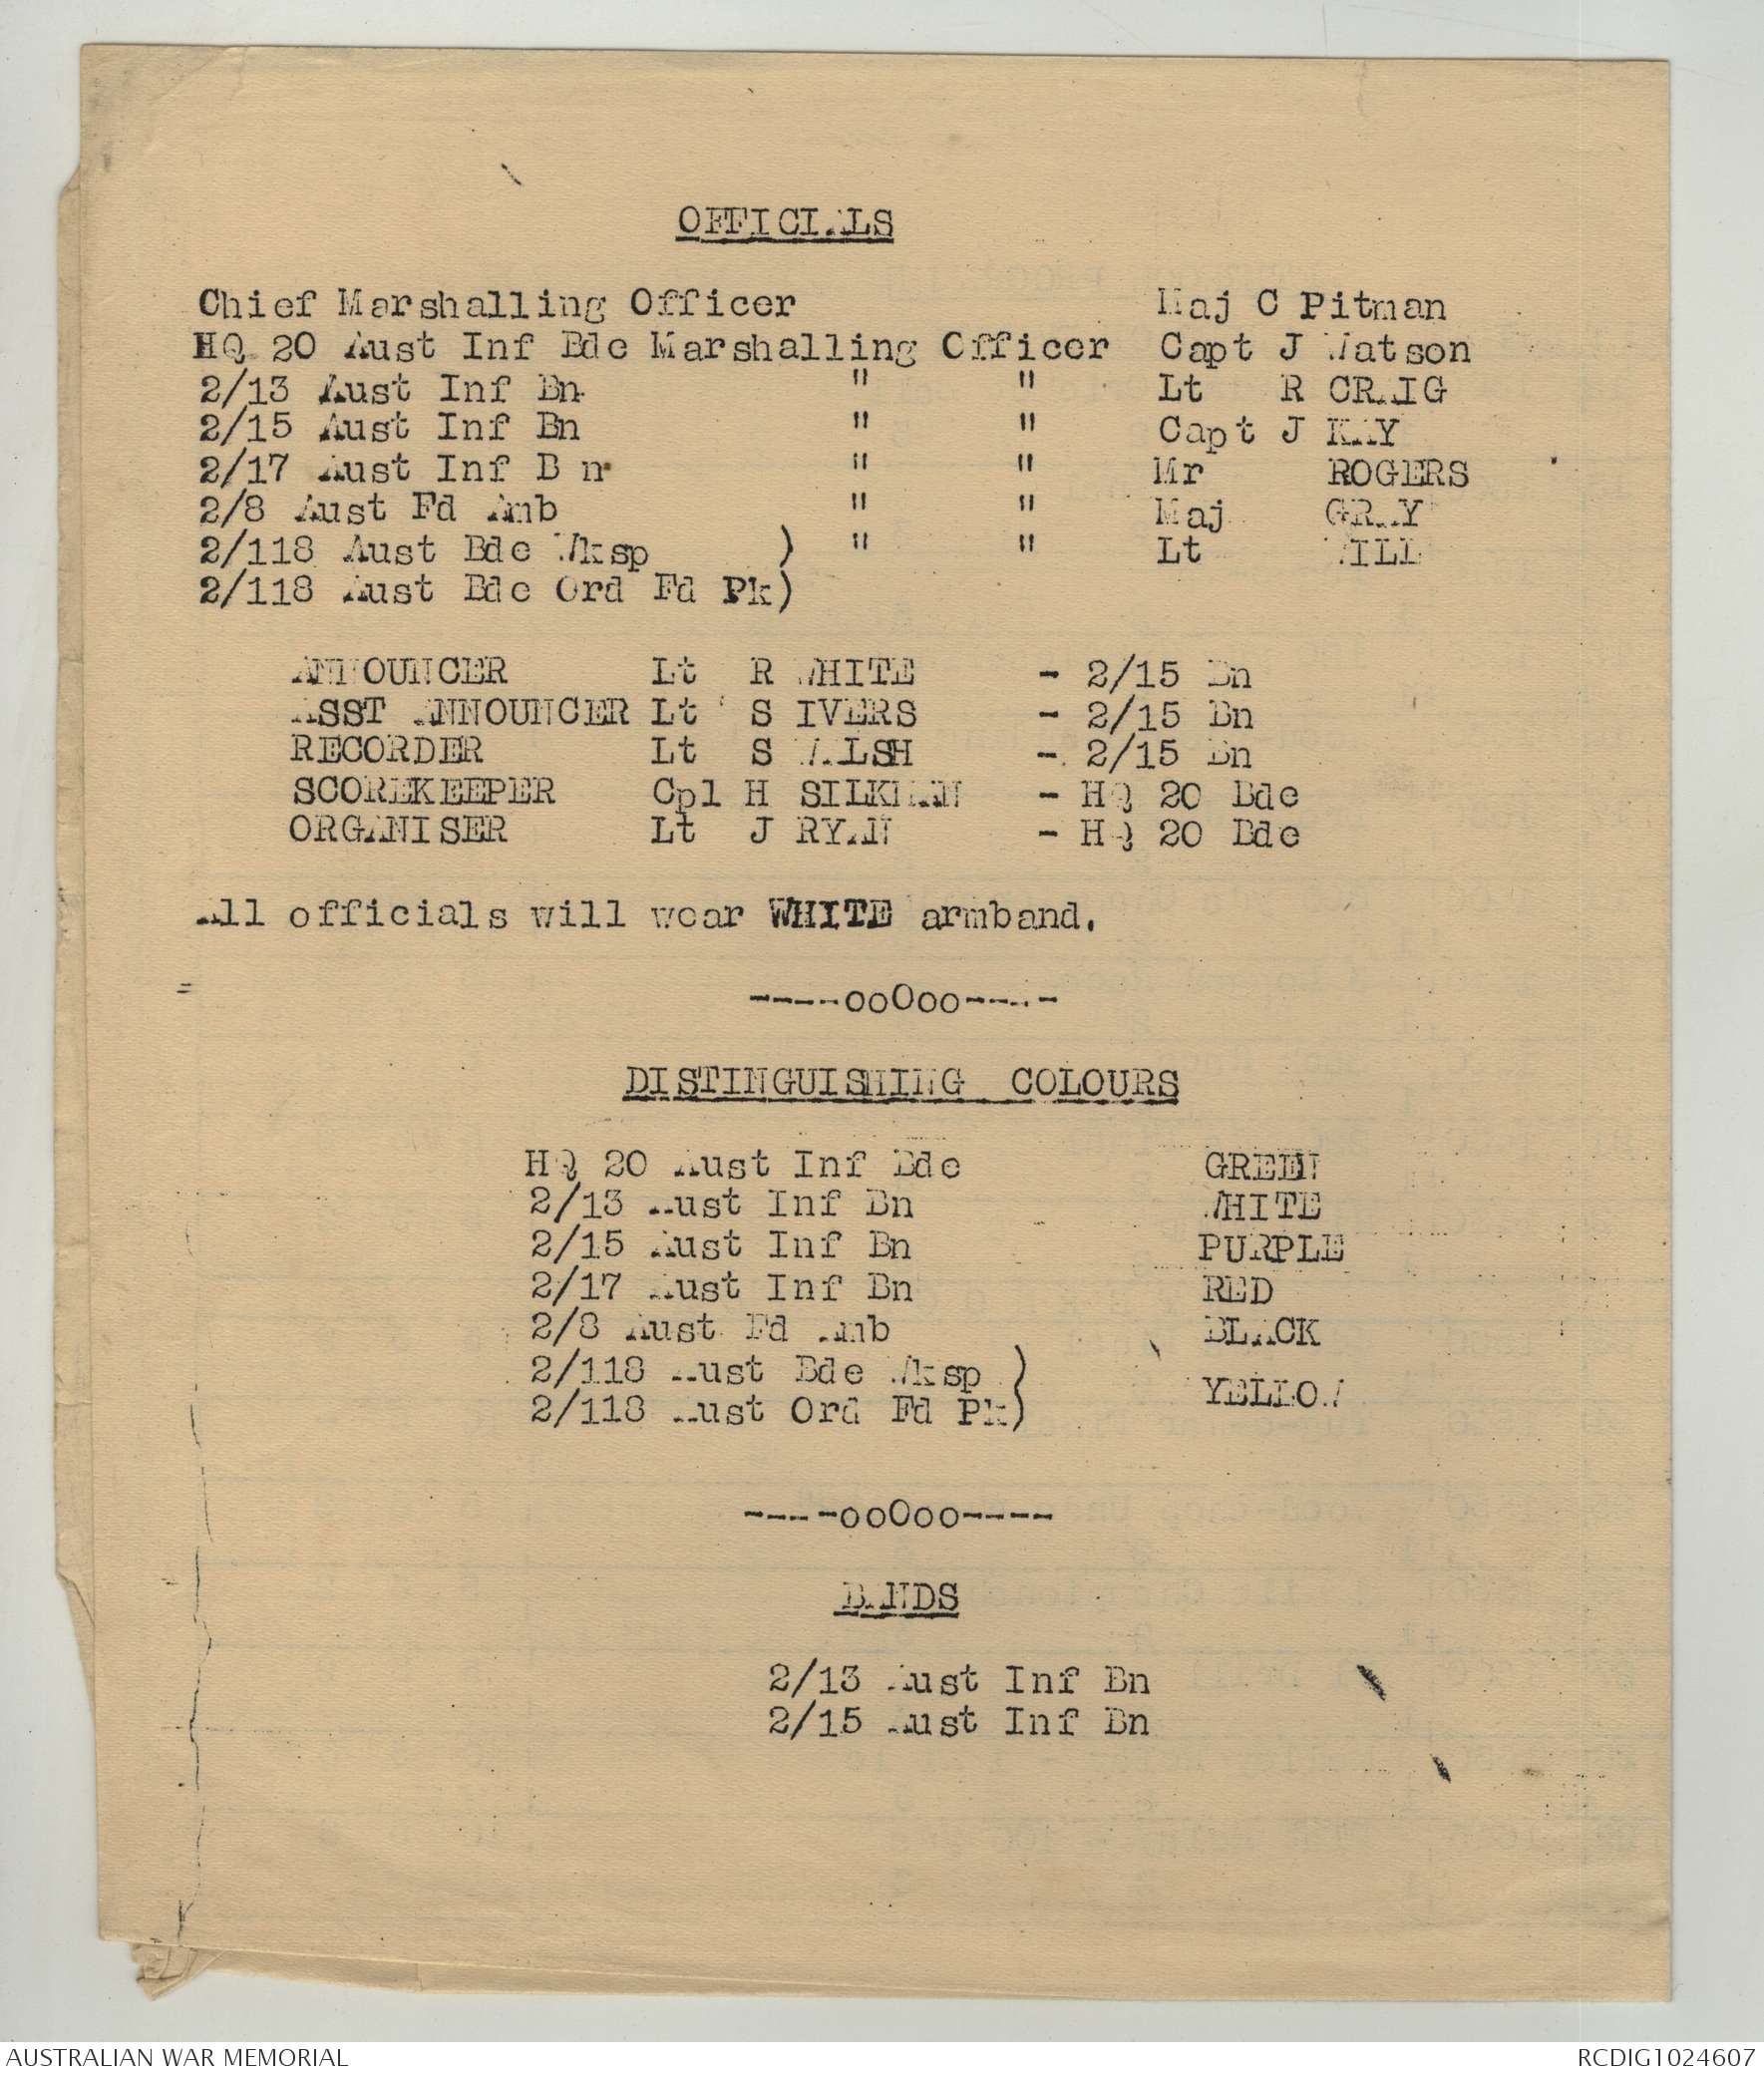 OFFICIALS
Chief Marshalling Officer Maj C Pitman
HQ 20 Aust Inf Bde Marshalling Officer Capt J Watson
2/13 Aust Inf Bn " " Lt R CRAIG
2/15 Aust Inf Bn " " Capt J KAY
2/17 Aust Inf B n " " Mr ROGERS
2/8 Aust Fd Amb " " Maj GRAY
2/118 Aust Bde Wksp ) " " Lt WILL
2/118 Aust Bde Ord Fd Pk)
ANNOUNCER Lt R WHITE - 2/15 Bn
ASST ANNOUNCER Lt S IVERS - 2/15 Bn
RECORDER Lt S WALSH - 2/15 Bn
SCOREKEEPER Cpl H SILKMAN - HQ 20 Bde
ORGANISER Lt J RYAN - HQ 20 Bde
All officials will wear WHITE armband.
----ooOoo----
DISTINGUISHING COLOURS
HQ 20 Aust Inf Bde GREEN
2/13 Aust Inf Bn WHITE
2/15 Aust Inf Bn PURPLE
2/17 Aust Inf Bn RED
2/8 Aust Fd Amb BLACK
2/118 Aust Bde Wksp )
2/118 Aust Ord Fd Pk) YELLOW
----ooOoo----
BANDS
2/13 Aust Inf Bn
2/15 Aust Inf Bn
AUSTRALIAN WAR MEMORIAL RCDIG1024607